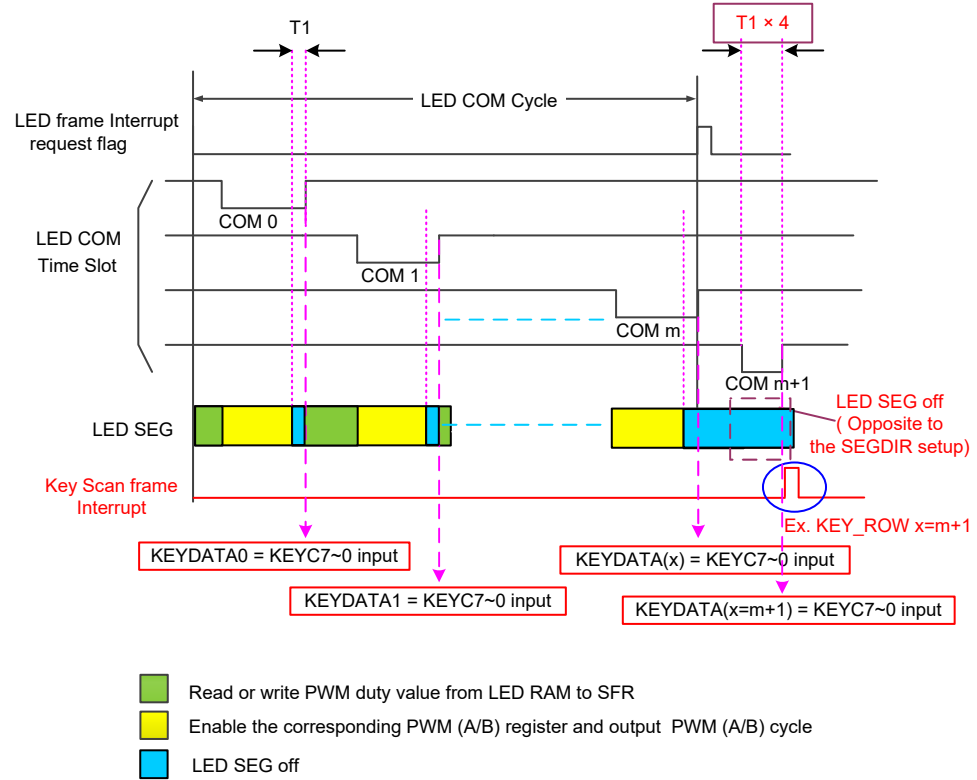 T1
T1 × 4
LED COM Cycle
LED frame Interrupt
request flag
COM 0
LED COM
Time Slot
COM 1
COM m
COM m+1
LED SEG
LED SEG off
( Opposite to
the SEGDIR setup)
Key Scan frame
Interrupt
Ex. KEY_ROW x=m+1
KEYDATA0 = KEYC7~0 input
KEYDATA(x) = KEYC7~0 input
KEYDATA1 = KEYC7~0 input
KEYDATA(x=m+1) = KEYC7~0 input
Read or write PWM duty value from LED RAM to SFR
Enable the corresponding PWM (A/B) register and output PWM (A/B) cycle
LED SEG off